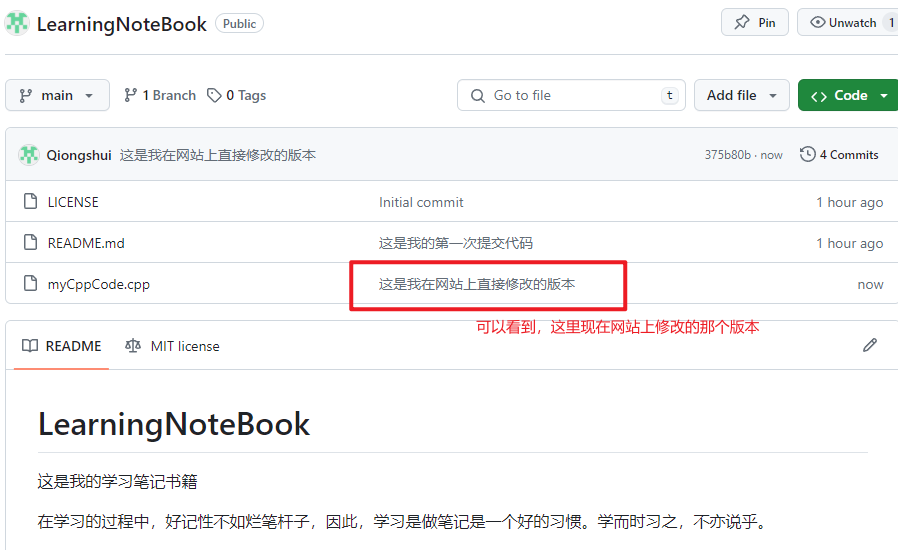 LearningNoteBook Public Pin Unwatch 1
main 1 Branch 0 Tags Go to file t Add file Code
Qiongshui 这是我在网站上直接修改的版本 375b80b · now 4 Commits
LICENSE Initial commit 1 hour ago
README.md 这是我的第一次提交代码 1 hour ago
myCppCode.cpp 这是我在网站上直接修改的版本 now
可以看到，这里现在网站上修改的那个版本
README MIT license
LearningNoteBook
这是我的学习笔记书籍
在学习的过程中，好记性不如烂笔杆子，因此，学习是做笔记是一个好的习惯。学而时习之，不亦说乎。